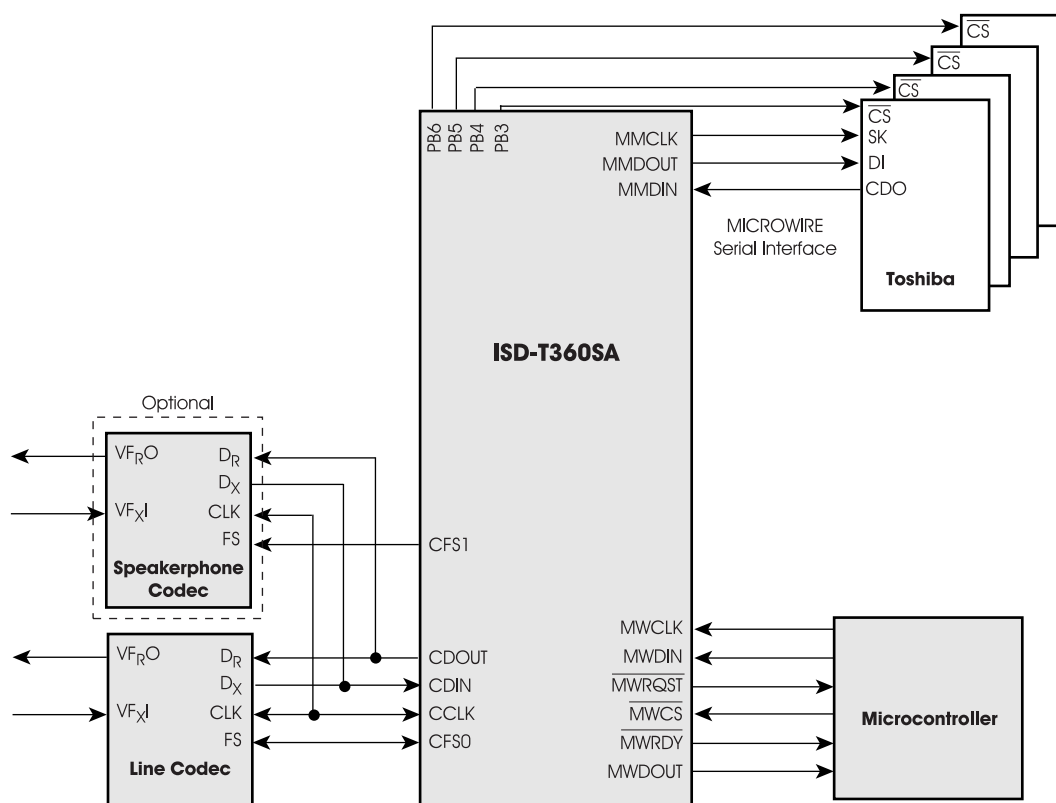 CS
CS
CS
CS
SK
DI
CDO
Toshiba
PB6
PB5
PB4
PB3
MMCLK
MMDOUT
MMDIN
MICROWIRE
Serial Interface
ISD-T360SA
Optional
VFRO
VFXI
DR
DX
CLK
FS
Speakerphone
Codec
CFS1
VFRO
VFXI
DR
DX
CLK
FS
Line Codec
CDOUT
CDIN
CCLK
CFS0
MWCLK
MWDIN
MWRQST
MWCS
MWRDY
MWDOUT
Microcontroller